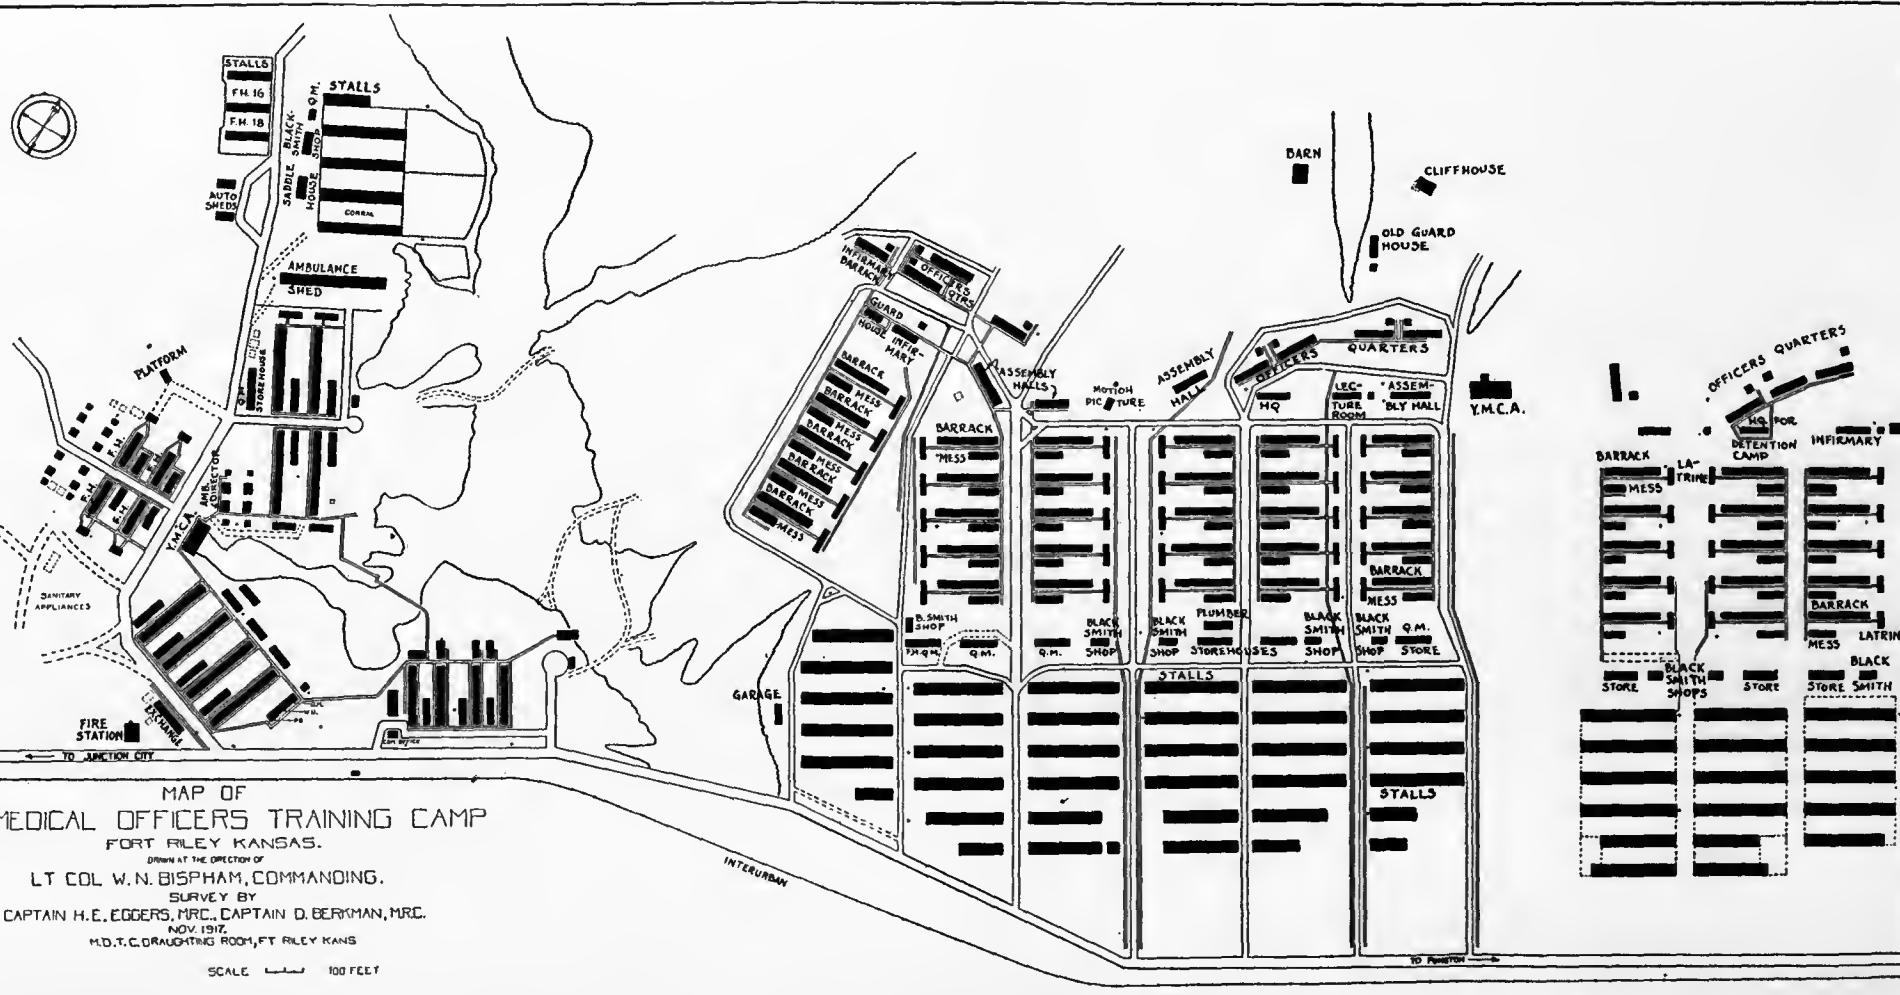 STALLS
F.H. 16
F.H. 18
AUTO
SHEDS
BLACK-
SMITH
SHOP
Q.M.
SADDLE
HOUSE
STALLS
CORRAL
AMBULANCE
SHED
PLATFORM
Q.M.
STOREHOUSE
F.H.
F.H.
F.H.
AMB.
DIRECTOR
Y.M.C.A.
SANITARY
APPLIANCES
FIRE
STATION
EXCHANGE
COM. OFFICE
← TO JUNCTION CITY
INFIRMARY
BARRACK
OFFICERS
QTRS
GUARD
HOUSE
INFIR-
MARY
BARRACK
MESS
BARRACK
MESS
BARRACK
MESS
BARRACK
MESS
BARRACK
MESS
ASSEMBLY
HALLS
MOTION
PICTURE
ASSEMBLY
HALL
OFFICERS
QUARTERS
HQ
LEC-
TURE
ROOM
ASSEM-
BLY HALL
Y.M.C.A.
BARN
CLIFFHOUSE
OLD GUARD
HOUSE
BARRACK
MESS
BARRACK
MESS
B. SMITH
SHOP
F.H.Q.M.
Q.M.
Q.M.
BLACK
SMITH
SHOP
BLACK
SMITH
SHOP
PLUMBER
STOREHOUSES
BLACK
SMITH
SHOP
BLACK
SMITH
SHOP
Q.M.
STORE
STALLS
GARAGE
STALLS
OFFICERS QUARTERS
HQ. FOR
DETENTION
CAMP
INFIRMARY
BARRACK
MESS
LA-
TRINE
BARRACK
MESS
LATRIN
STORE
BLACK
SMITH
SHOPS
STORE
STORE
BLACK
SMITH
INTERURBAN
TO FUNSTON →
MAP OF
MEDICAL OFFICERS TRAINING CAMP
FORT RILEY KANSAS.
DRAWN AT THE DIRECTION OF
LT COL W. N. BISPHAM, COMMANDING.
SURVEY BY
CAPTAIN H. E. EGGERS, MRC., CAPTAIN D. BERKMAN, MRC.
NOV. 1917.
M.O.T.C. DRAUGHTING ROOM, FT RILEY KANS
SCALE 100 FEET